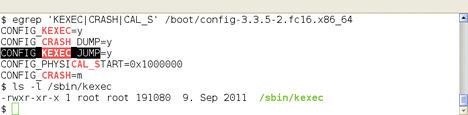 $ egrep 'KEXEC|CRASH|CAL_S' /boot/config-3.3.5-2.fc16.x86_64
CONFIG_KEXEC=y
CONFIG_CRASH_DUMP=y
CONFIG_KEXEC_JUMP=y
CONFIG_PHYSICAL_START=0x1000000
CONFIG_CRASH=m
$ ls -l /sbin/kexec
-rwxr-xr-x 1 root root 191080  9. Sep 2011  /sbin/kexec
$